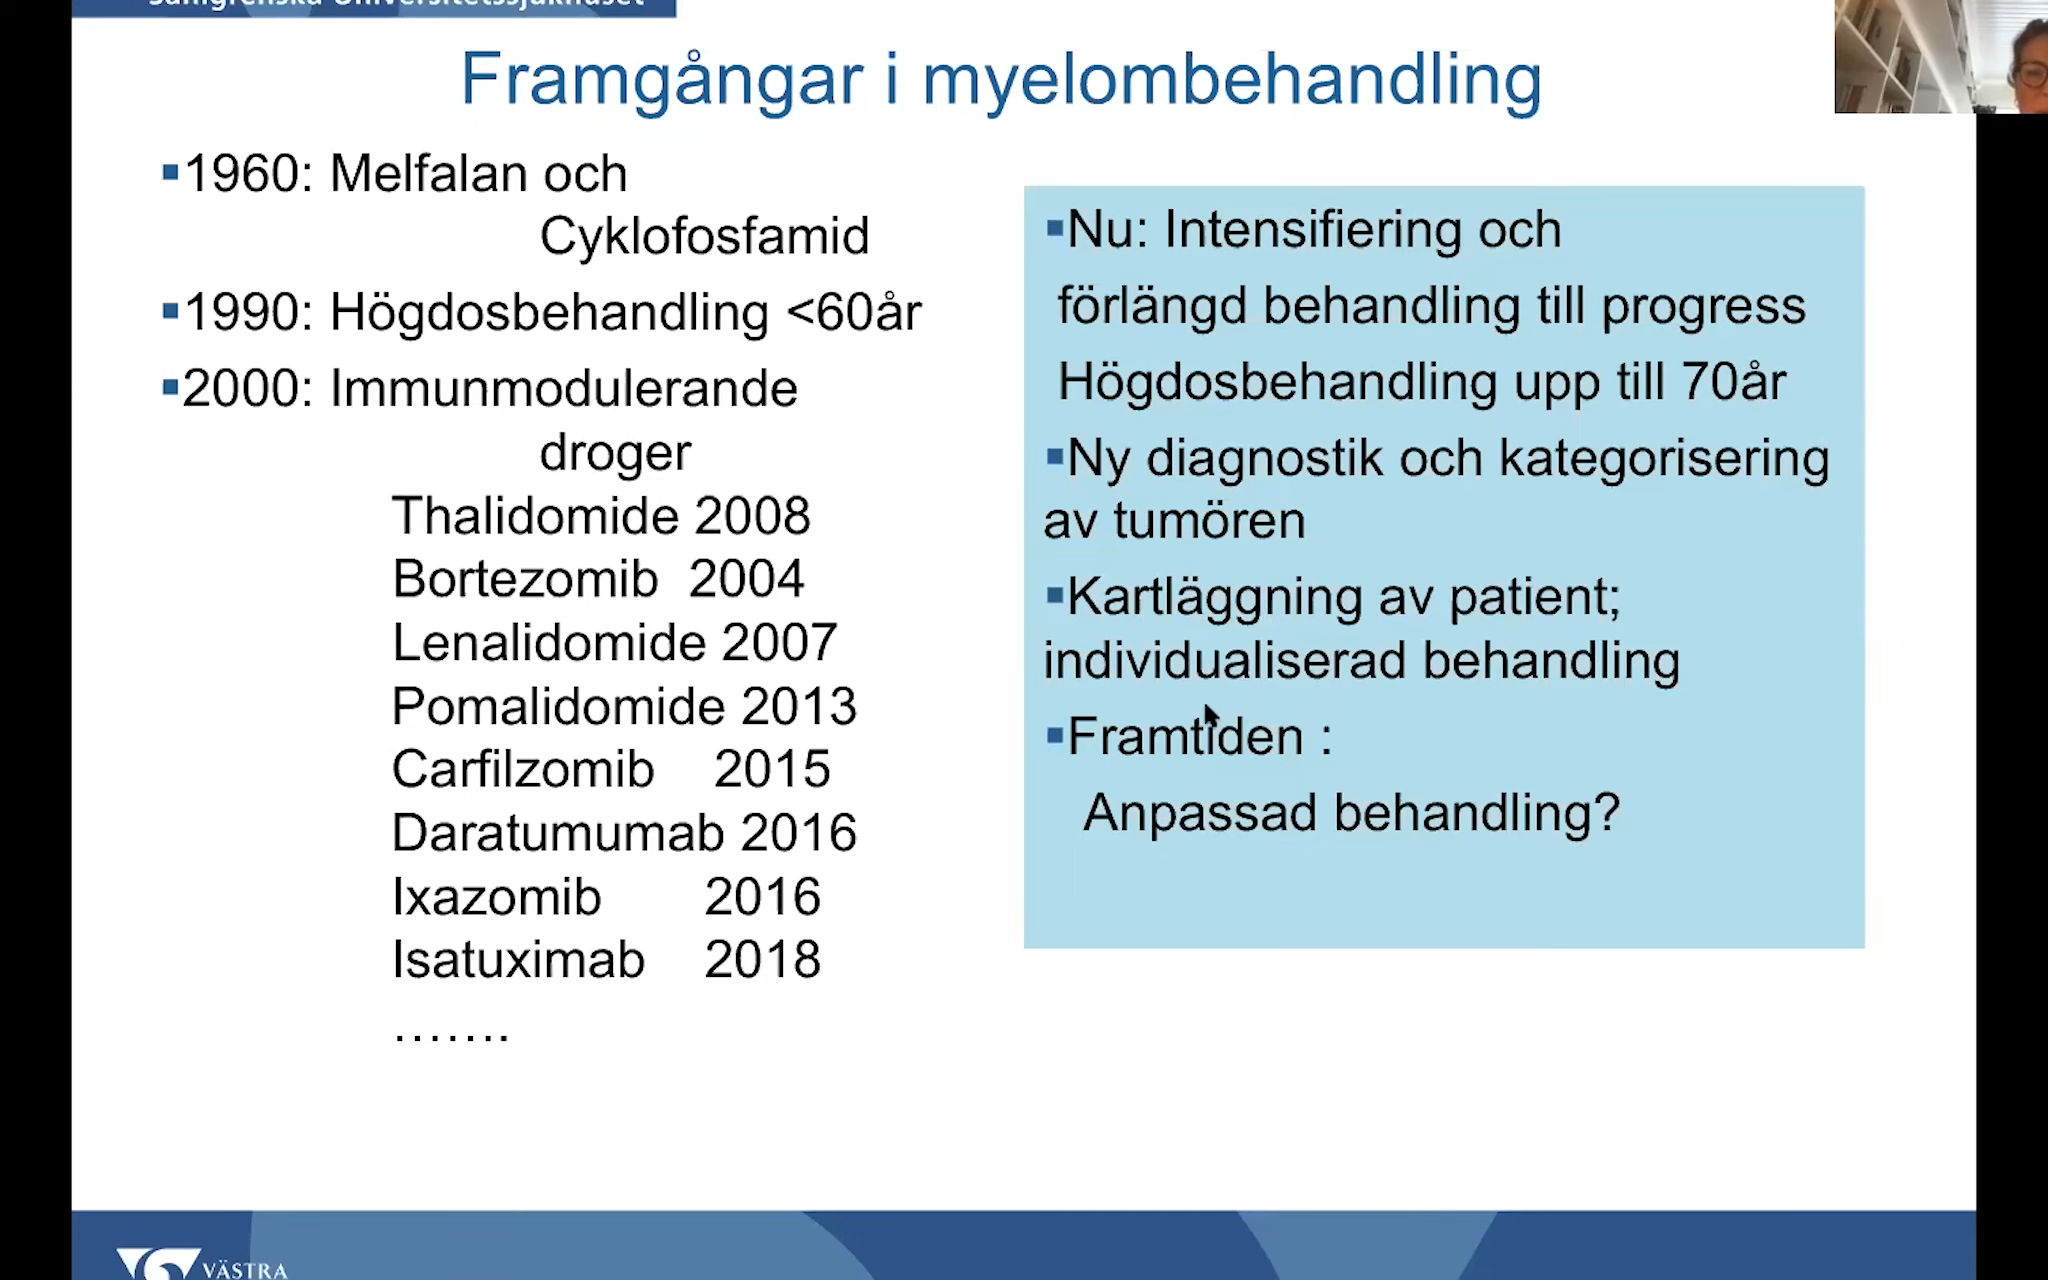 Sahlgrenska Universitetssjukhuset
Framgångar i myelombehandling
▪1960: Melfalan och
Cyklofosfamid
▪1990: Högdosbehandling <60år
▪2000: Immunmodulerande
droger
Thalidomide 2008
Bortezomib 2004
Lenalidomide 2007
Pomalidomide 2013
Carfilzomib 2015
Daratumumab 2016
Ixazomib 2016
Isatuximab 2018
.......
▪Nu: Intensifiering och
förlängd behandling till progress
Högdosbehandling upp till 70år
▪Ny diagnostik och kategorisering
av tumören
▪Kartläggning av patient;
individualiserad behandling
▪Framtiden :
Anpassad behandling?
VÄSTRA